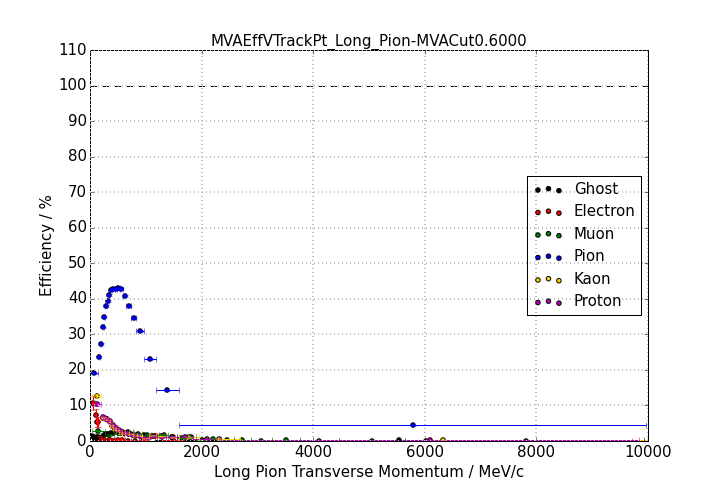 MVAEffVTrackPt_Long_Pion-MVACut0.6000
110
100
90
80
70
60
50
40
30
20
10
0
Efficiency / %
Ghost
Electron
Muon
Pion
Kaon
Proton
0 2000 4000 6000 8000 10000
Long Pion Transverse Momentum / MeV/c